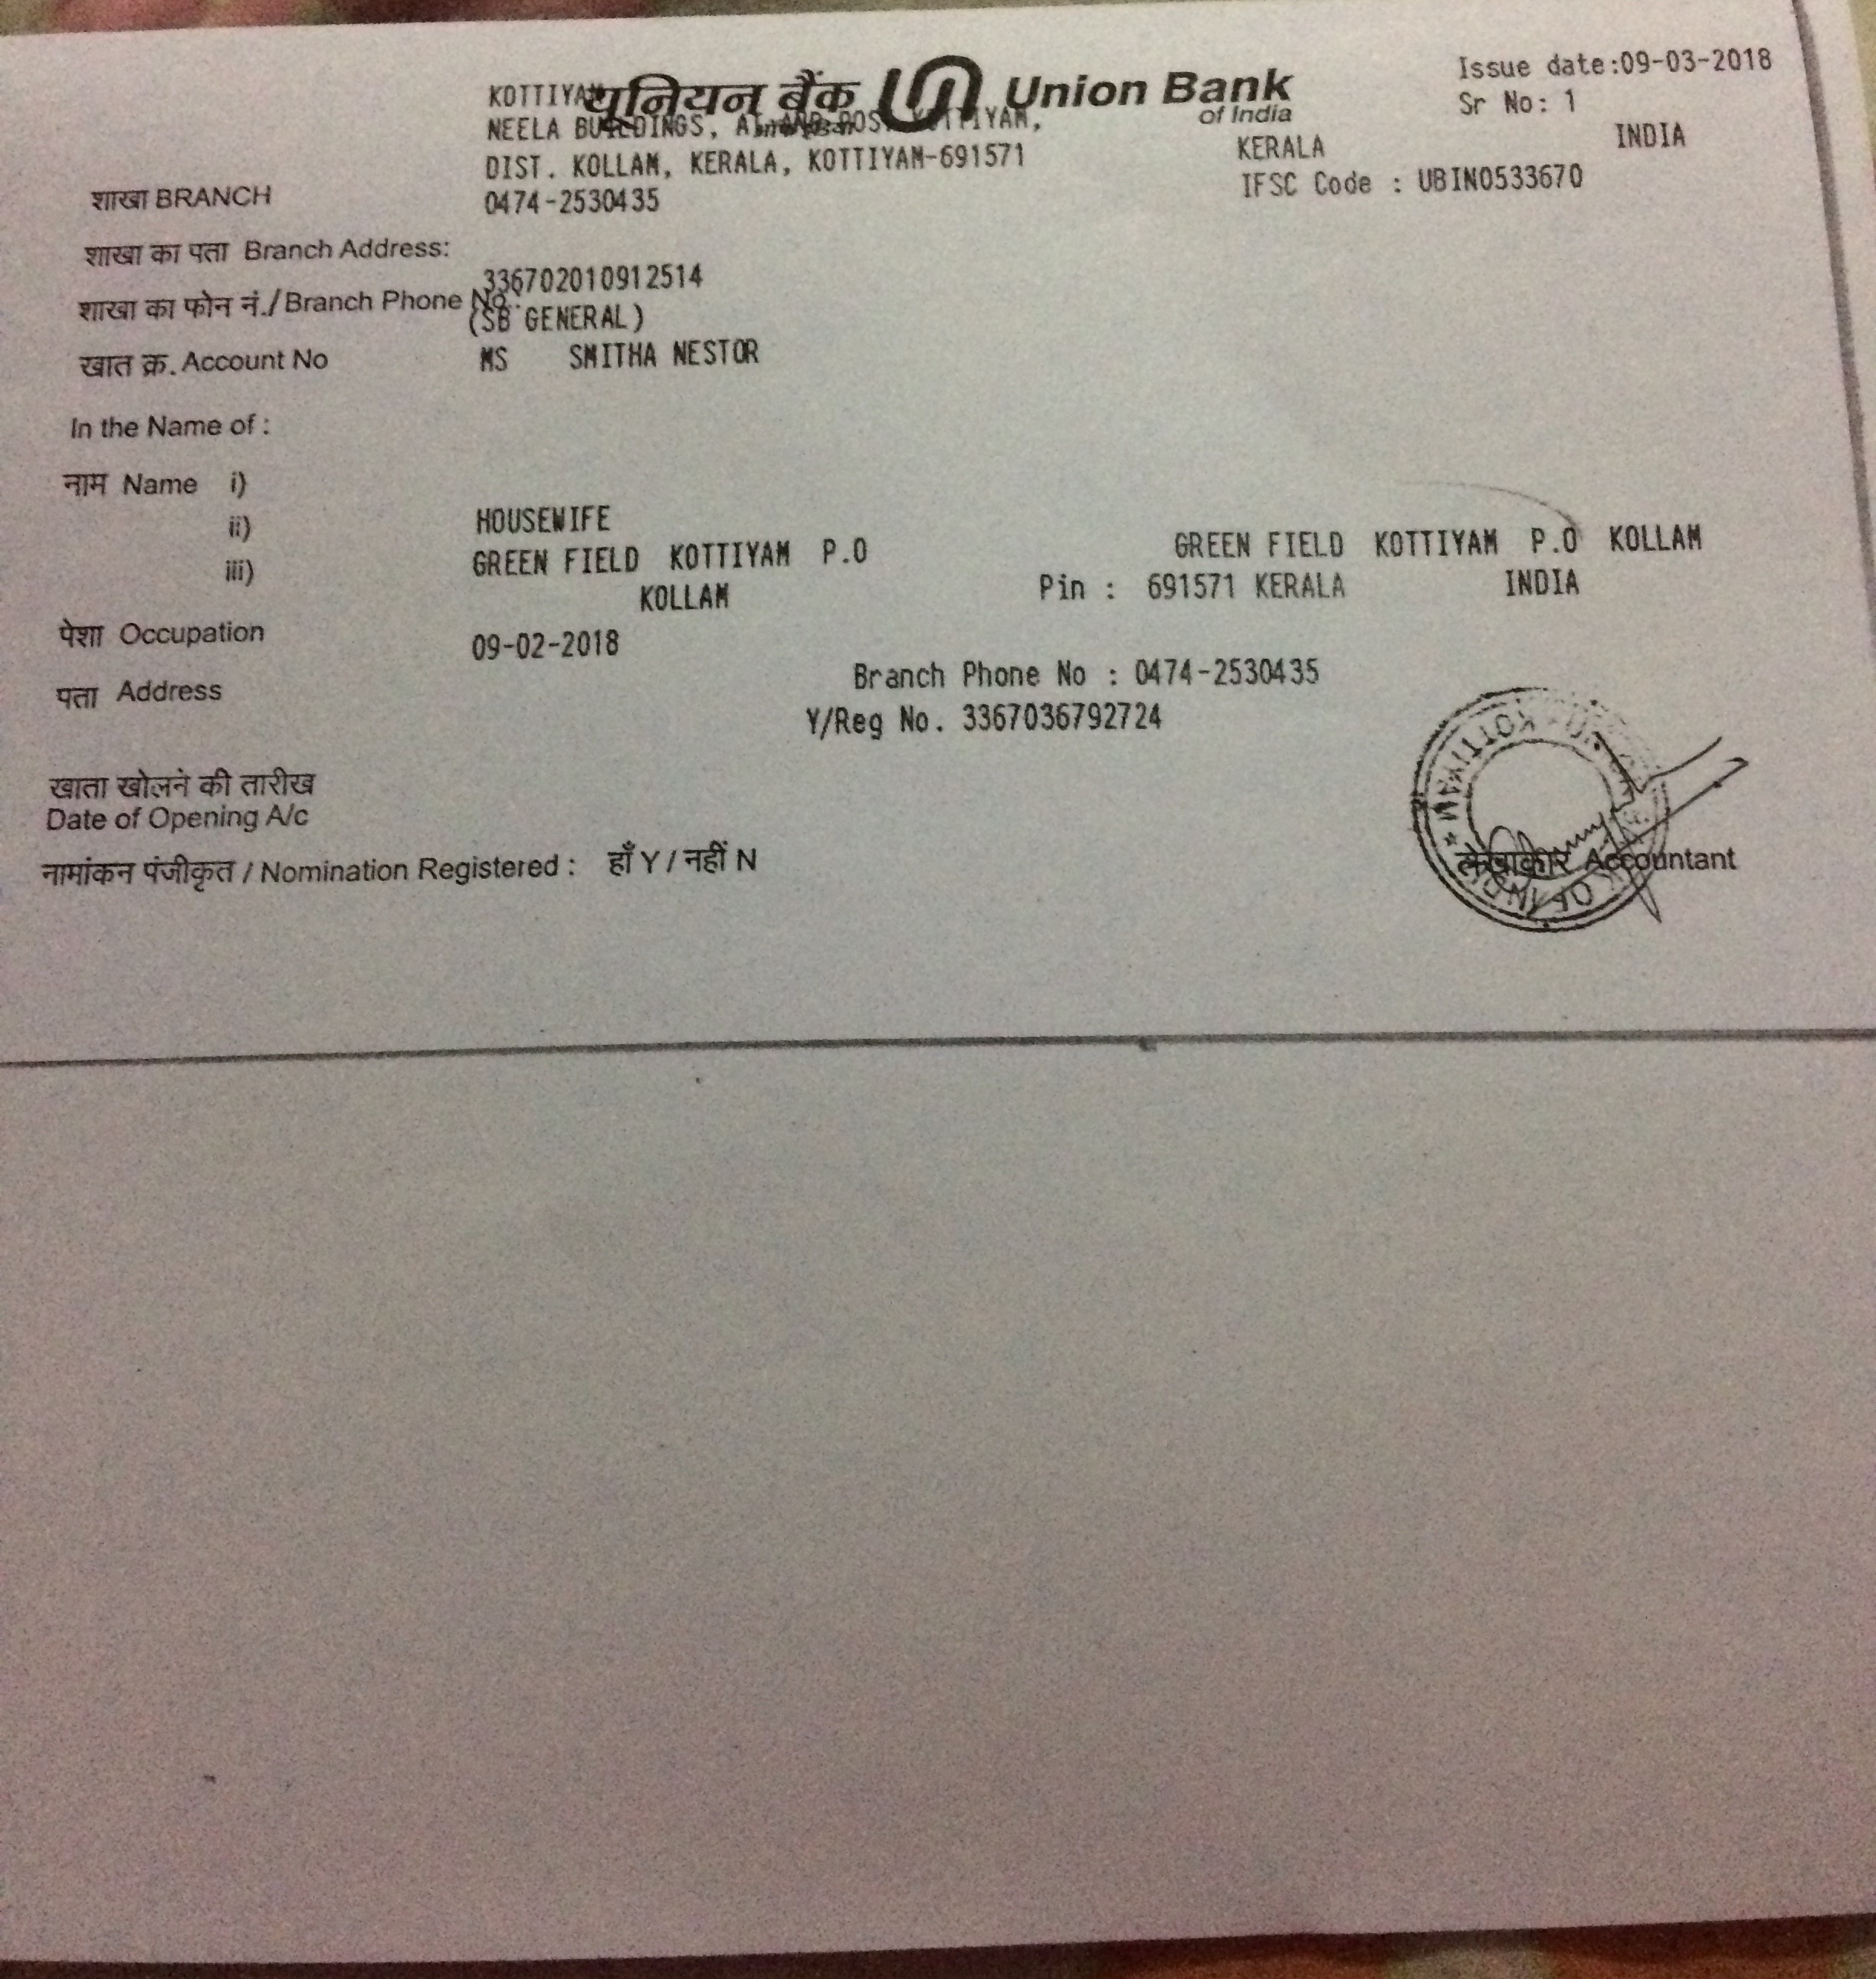 Issue date:09-03-2018
KOTTIYAM
यूनियन बैंक Union Bank
of India
Sr No: 1
NEELA BUILDINGS, AT AND POST KOTTIYAM,
KERALA INDIA
DIST. KOLLAM, KERALA, KOTTIYAM-691571
IFSC Code : UBIN0533670
शाखा BRANCH
0474-2530435
शाखा का पता Branch Address:
336702010912514
शाखा का फोन नं./Branch Phone No.:
(SB GENERAL)
खात क्र. Account No
MS SMITHA NESTOR
In the Name of :
नाम Name i)
ii)
HOUSEWIFE
iii)
GREEN FIELD KOTTIYAM P.O
GREEN FIELD KOTTIYAM P.O KOLLAM
KOLLAM
Pin : 691571 KERALA INDIA
पेशा Occupation
09-02-2018
Branch Phone No : 0474-2530435
पता Address
Y/Reg No. 3367036792724
खाता खोलने की तारीख
Date of Opening A/c
नामांकन पंजीकृत / Nomination Registered : हाँ Y / नहीं N
लेखाकार Accountant